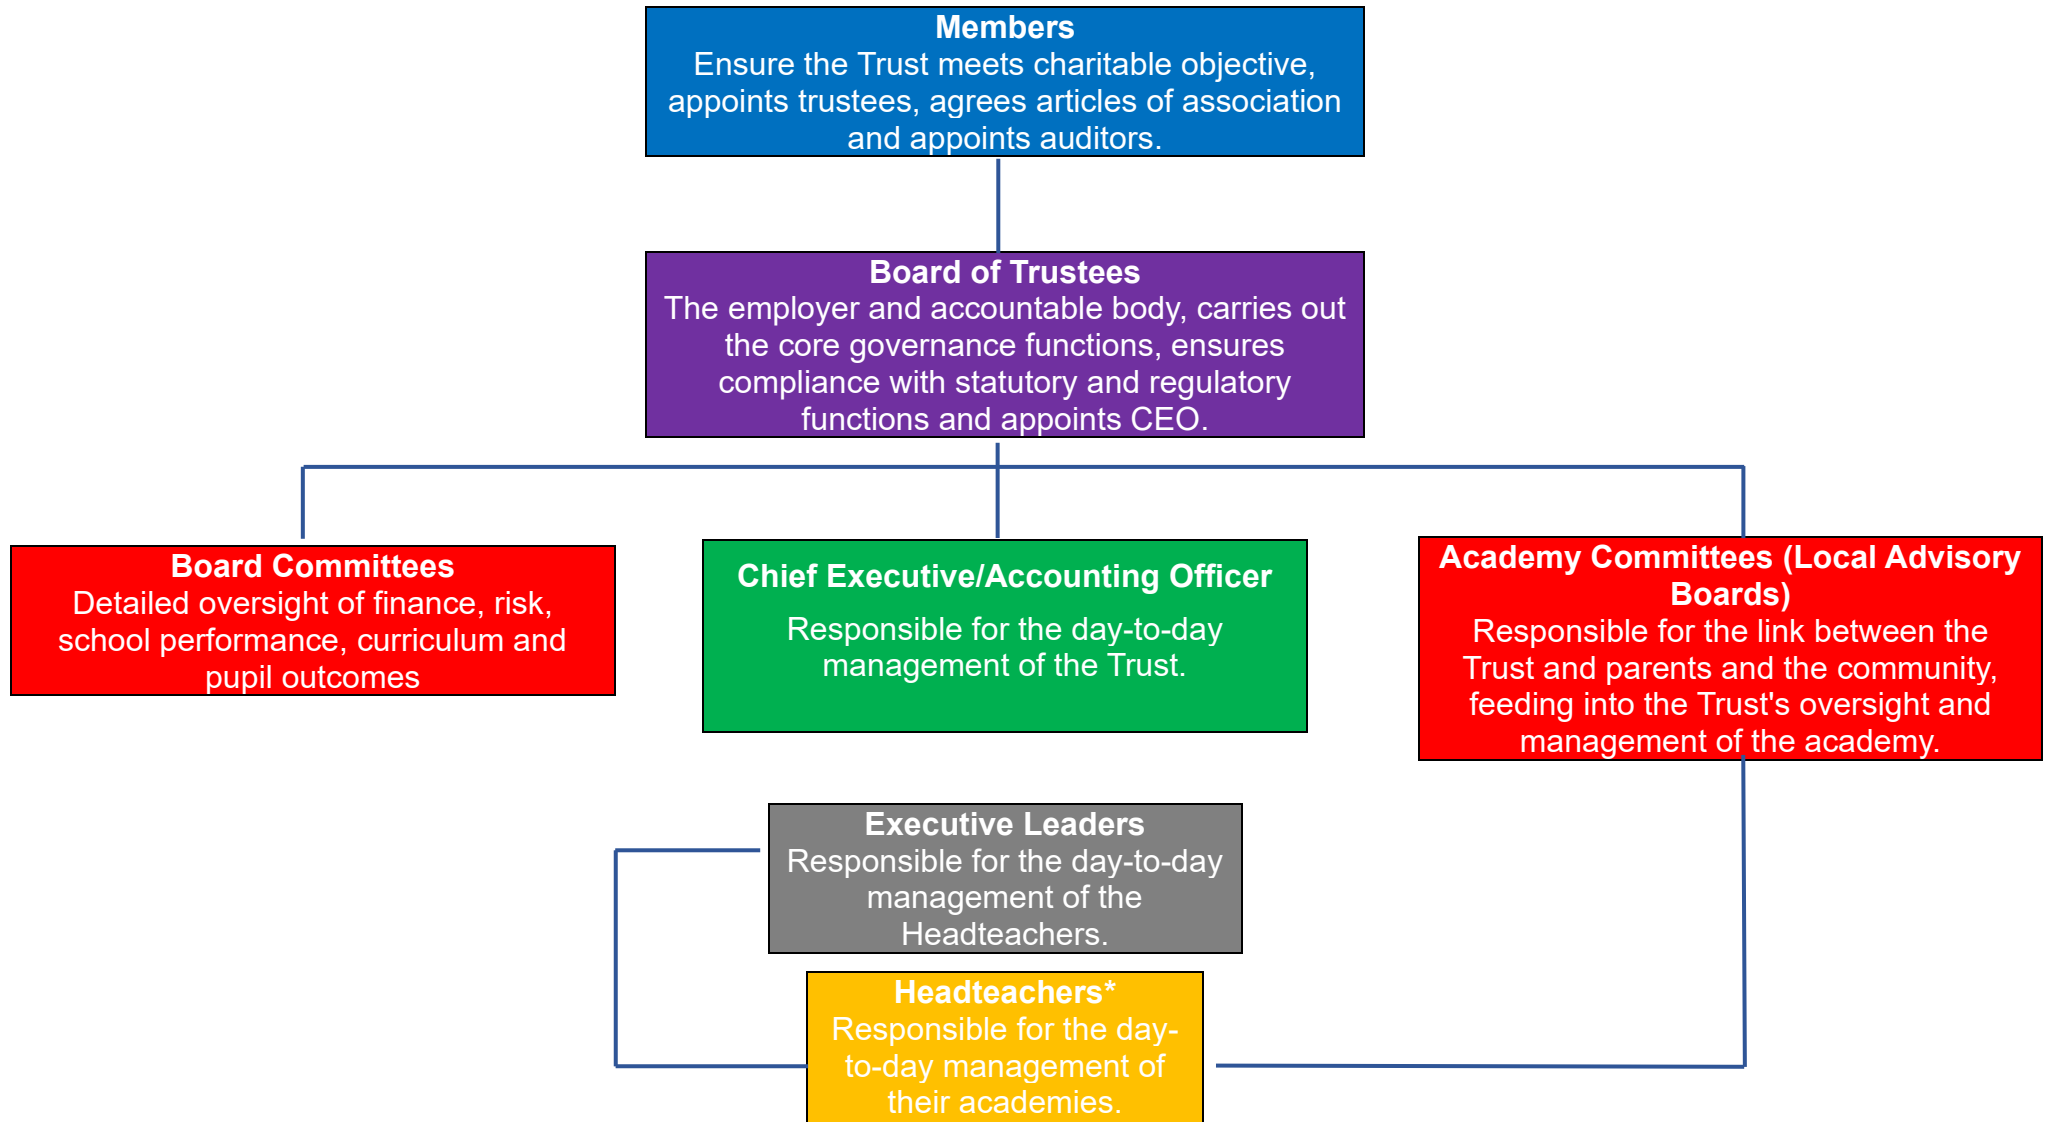 Members
Ensure the Trust meets charitable objective,
appoints trustees, agrees articles of association
and appoints auditors.
Board of Trustees
The employer and accountable body, carries out
the core governance functions, ensures
compliance with statutory and regulatory
functions and appoints CEO.
Board Committees
Detailed oversight of finance, risk,
school performance, curriculum and
pupil outcomes
Chief Executive/Accounting Officer
Responsible for the day-to-day
management of the Trust.
Academy Committees (Local Advisory
Boards)
Responsible for the link between the
Trust and parents and the community,
feeding into the Trust's oversight and
management of the academy.
Executive Leaders
Responsible for the day-to-day
management of the
Headteachers.
Headteachers*
Responsible for the day-
to-day management of
their academies.